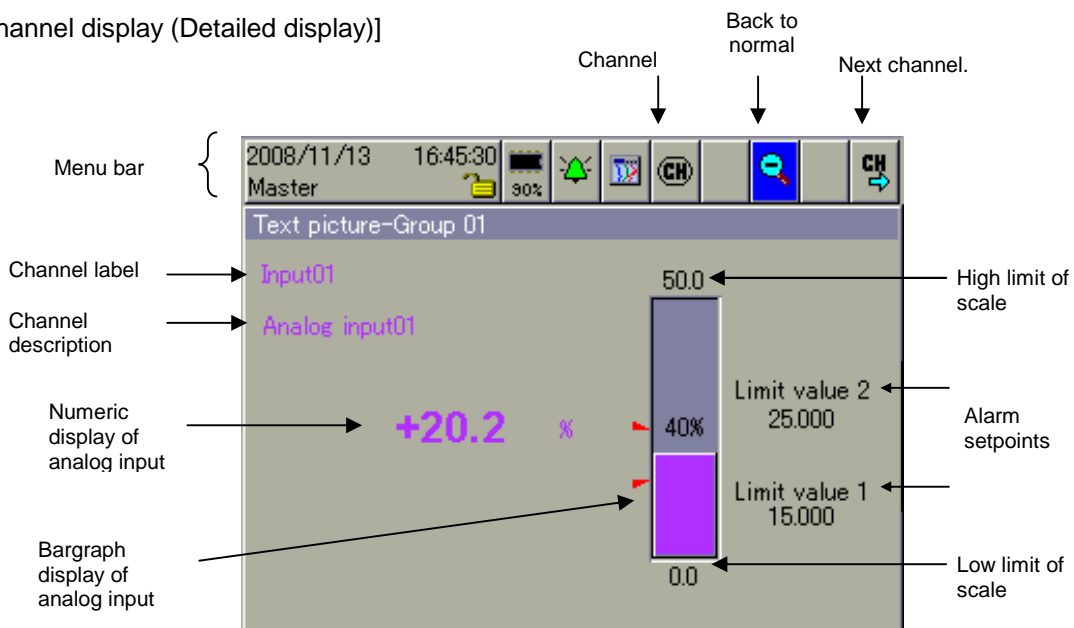 hannel display (Detailed display)]
Back to
normal
Channel
Next channel.
Menu bar
2008/11/13 16:45:30
Master
90%
CH
CH
Text picture-Group 01
Channel label
Input01
50.0
High limit of
scale
Channel
description
Analog input01
Limit value 2
25.000
Numeric
display of
analog input
+20.2 %
40%
Alarm
setpoints
Limit value 1
15.000
Bargraph
display of
analog input
0.0
Low limit of
scale